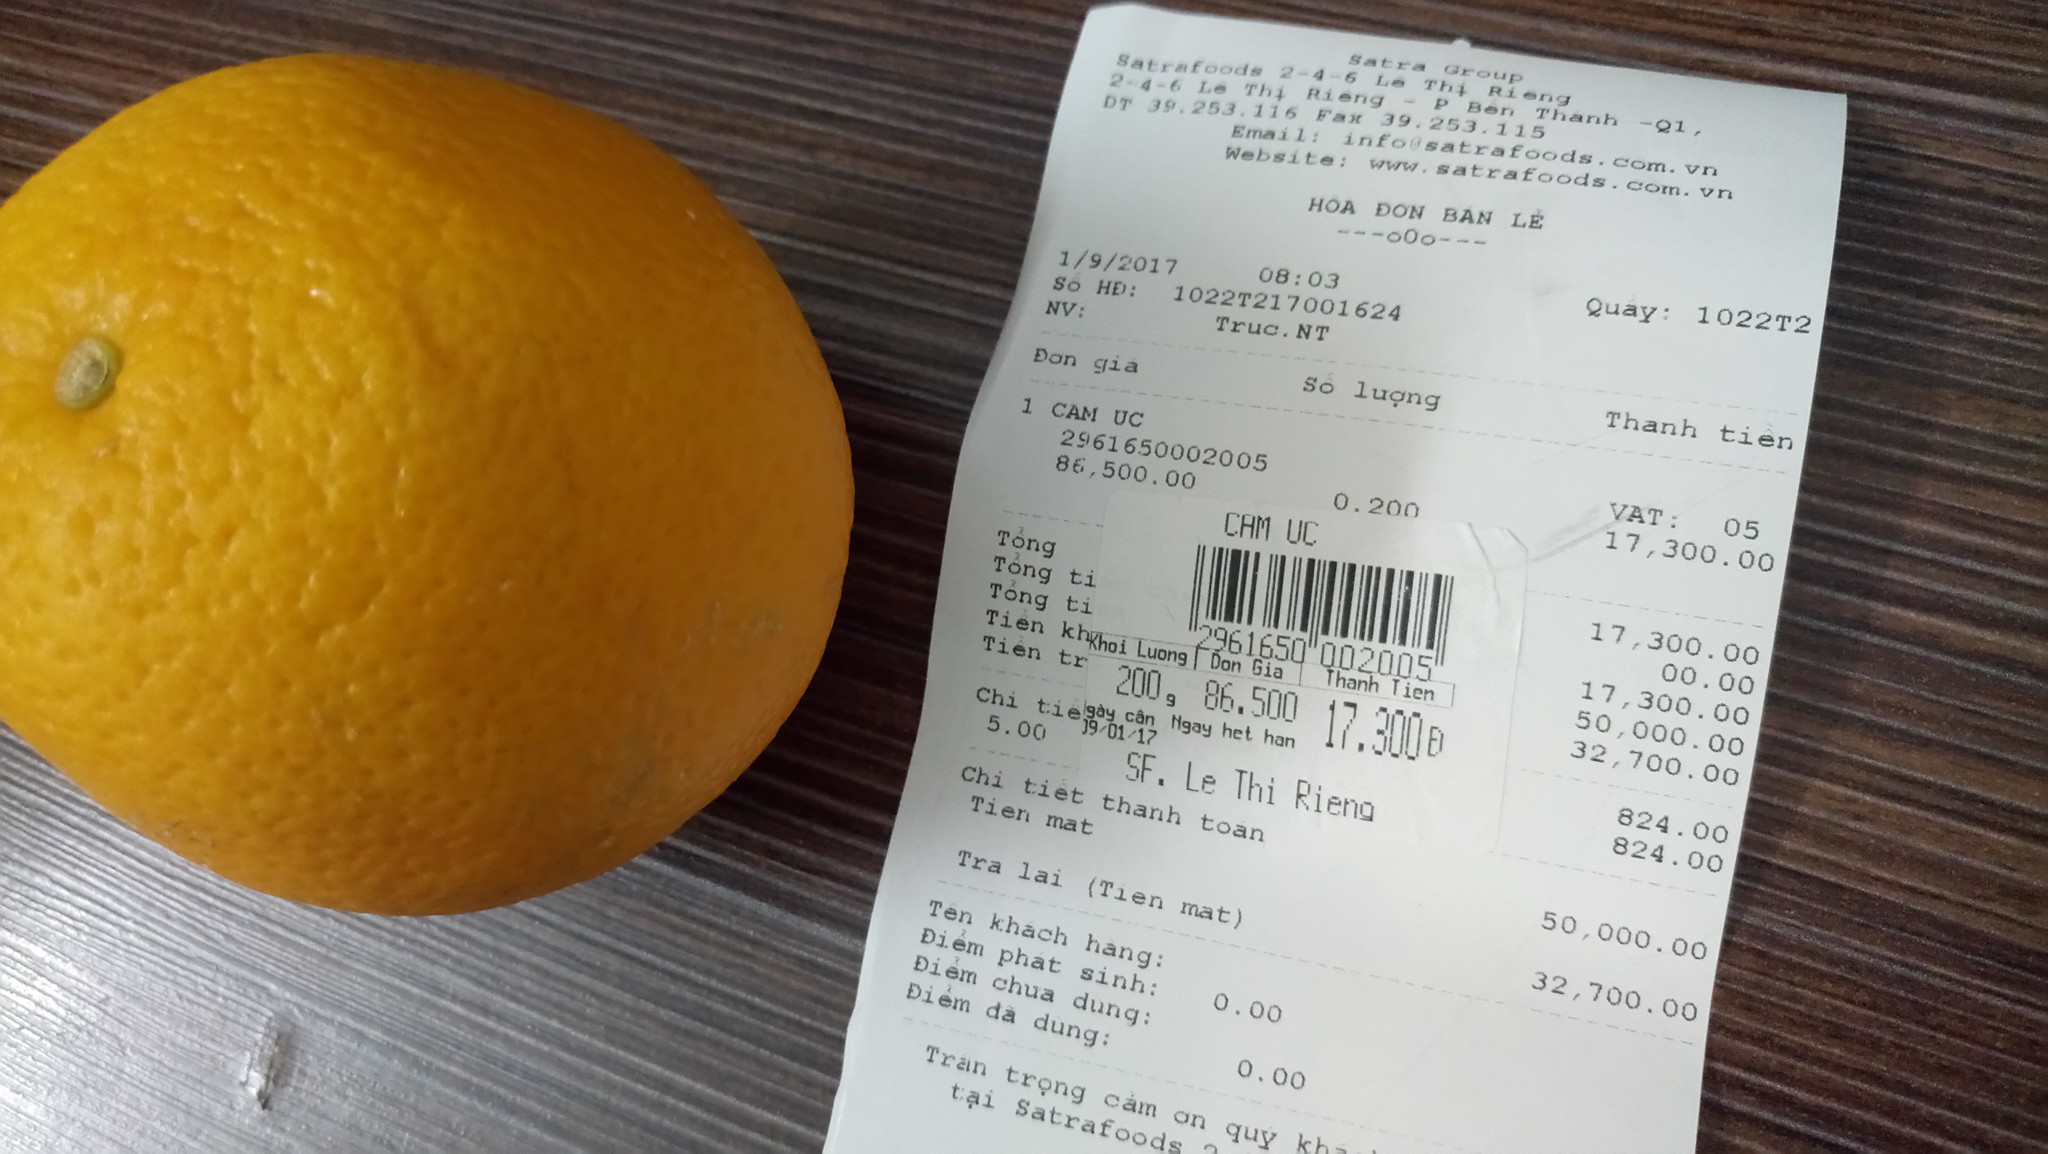 Satra Group
Satrafoods 2-4-6 Lê Thị Riêng
2-4-6 Lê Thị Riêng - P Bến Thành -Q1,
DT 39.253.116 Fax 39.253.115
Email: info@satrafoods.com.vn
Website: www.satrafoods.com.vn
HÓA ĐƠN BÁN LẺ
---o0o---
1/9/2017 08:03
Số HĐ: 1022T217001624 Quầy: 1022T2
NV: Truc.NT
Đơn giá Số lượng Thành tiền
1 CAM UC
2961650002005 VAT: 05
86,500.00 0.200 17,300.00
CAM UC
2961650 002005
Khoi Luong Don Gia Thanh Tien
200g 86.500 17.300Đ
gày cân Ngay het han
09/01/17
SF. Le Thi Rieng
Tổng 17,300.00
Tổng ti 00.00
Tổng ti 17,300.00
Tiền kh 50,000.00
Tiền tr 32,700.00
Chi tiế 824.00
5.00 824.00
Chi tiết thanh toán
Tien mat 50,000.00
Tra lai (Tien mat) 32,700.00
Tên khách hàng:
Điểm phát sinh: 0.00
Điểm chưa dùng:
Điểm đã dùng: 0.00
Trân trọng cảm ơn quý khá
tại Satrafoods 2